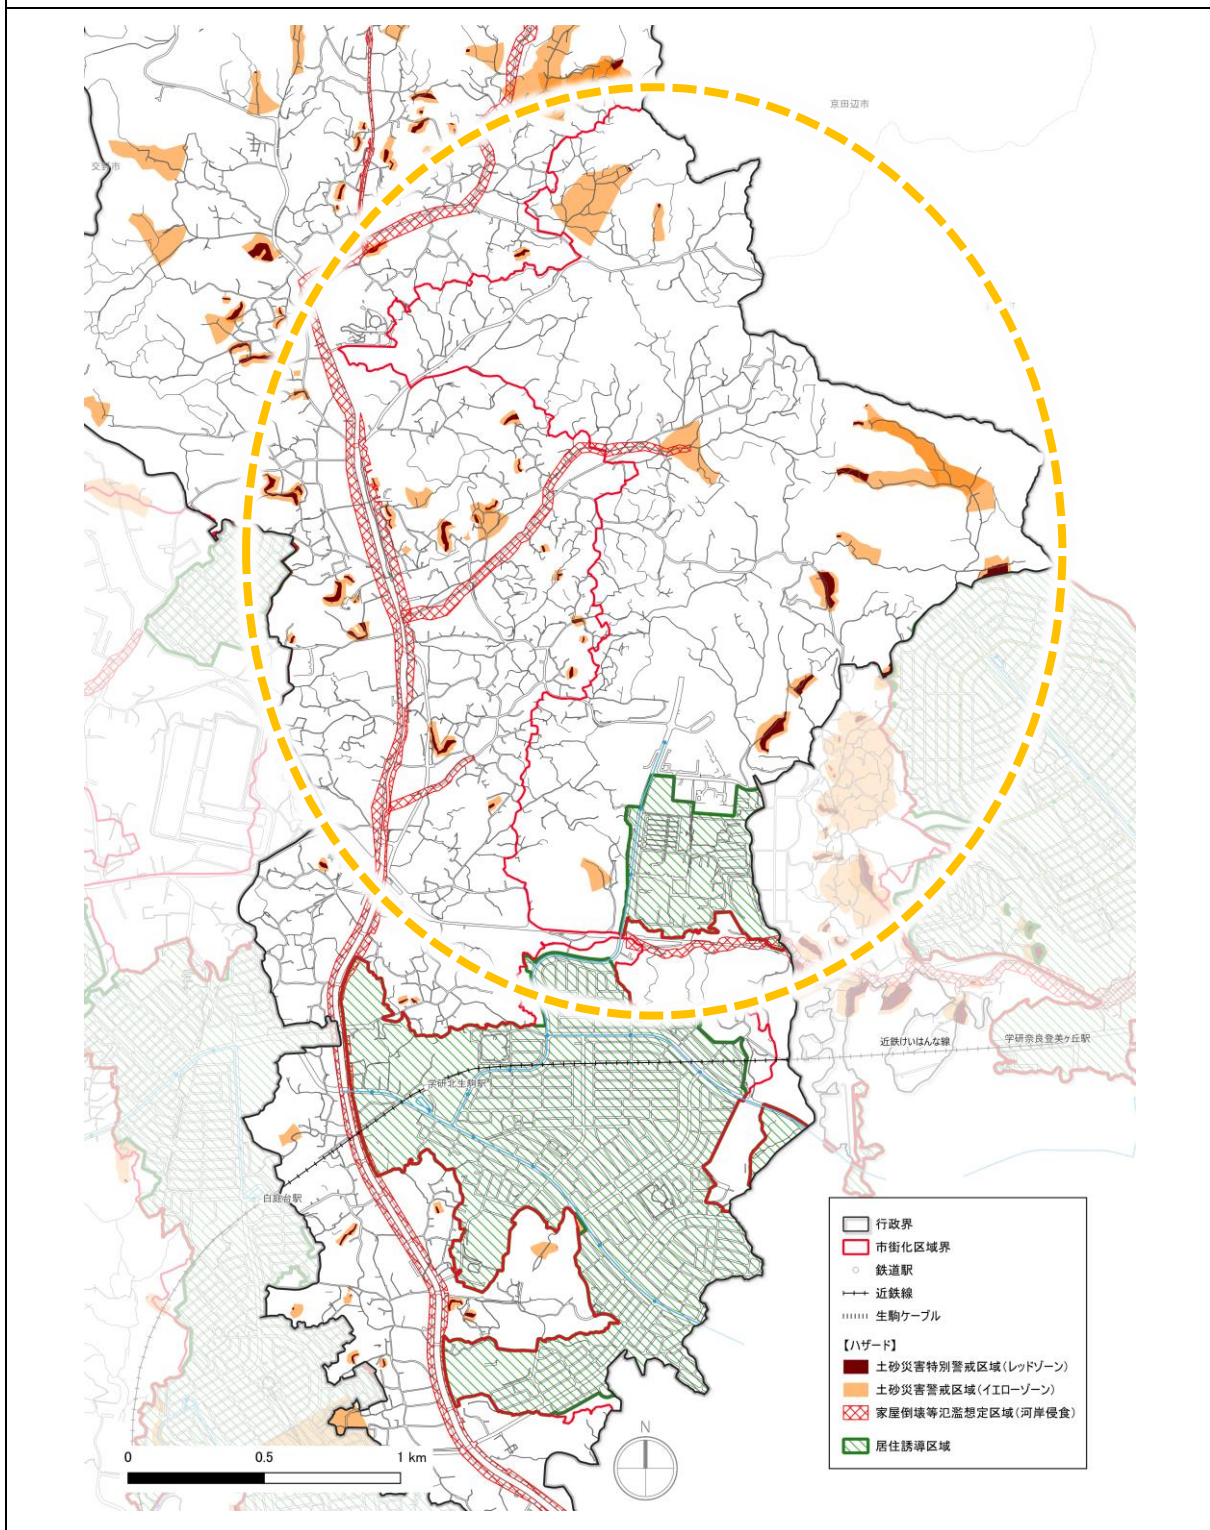 京田辺市
交野市
近鉄けいはんな線
学研奈良登美ヶ丘駅
学研北生駒駅
白庭台駅
行政界
市街化区域界
鉄道駅
近鉄線
生駒ケーブル
【ハザード】
土砂災害特別警戒区域(レッドゾーン)
土砂災害警戒区域(イエローゾーン)
家屋倒壊等氾濫想定区域(河岸侵食)
居住誘導区域
N
0 0.5 1 km